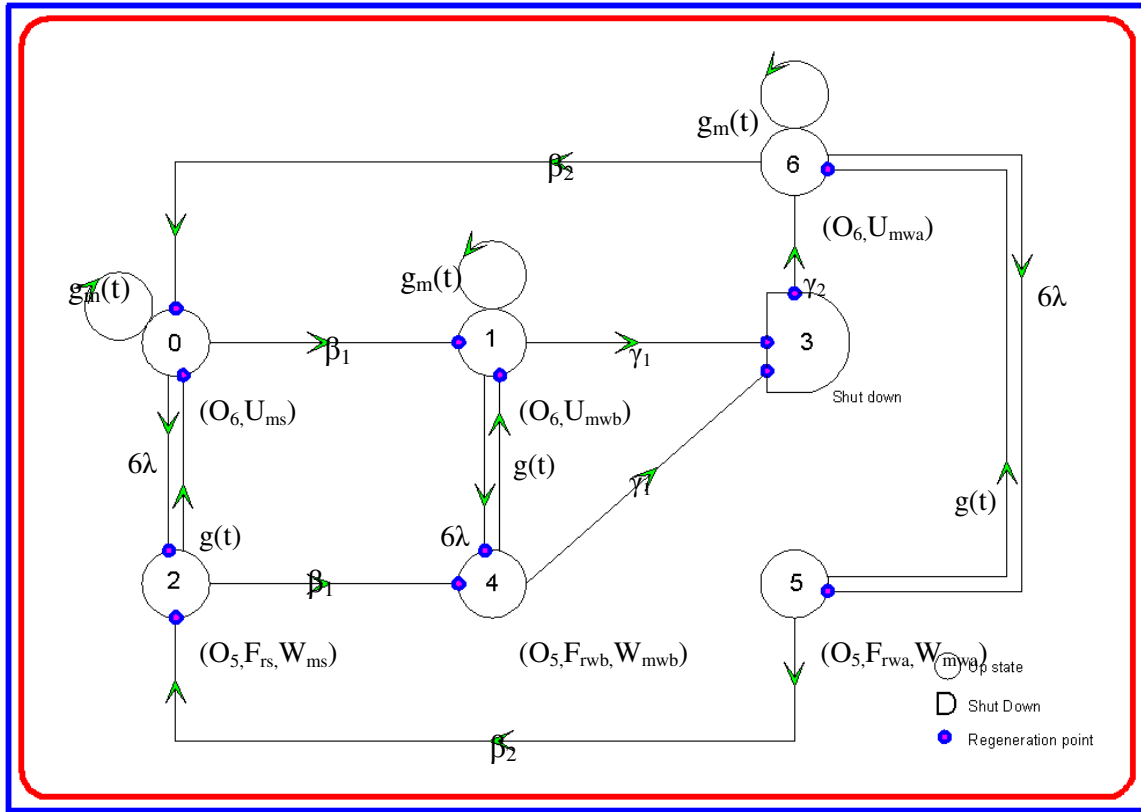 gₘ(t)
β₂
6
(O₆,Uₘwₐ)
gₘ(t)
gₘ(t)
γ₂
6λ
0
β₁
1
γ₁
3
Shut down
(O₆,Uₘₛ)
(O₆,Uₘwb)
6λ
g(t)
g(t)
γ₁
g(t)
6λ
2
β₁
4
5
(O₅,Fᵣₛ,Wₘₛ)
(O₅,Fᵣwb,Wₘwb)
(O₅,Fᵣwₐ,Wₘwₐ)
Up state
Shut Down
β₂
Regeneration point